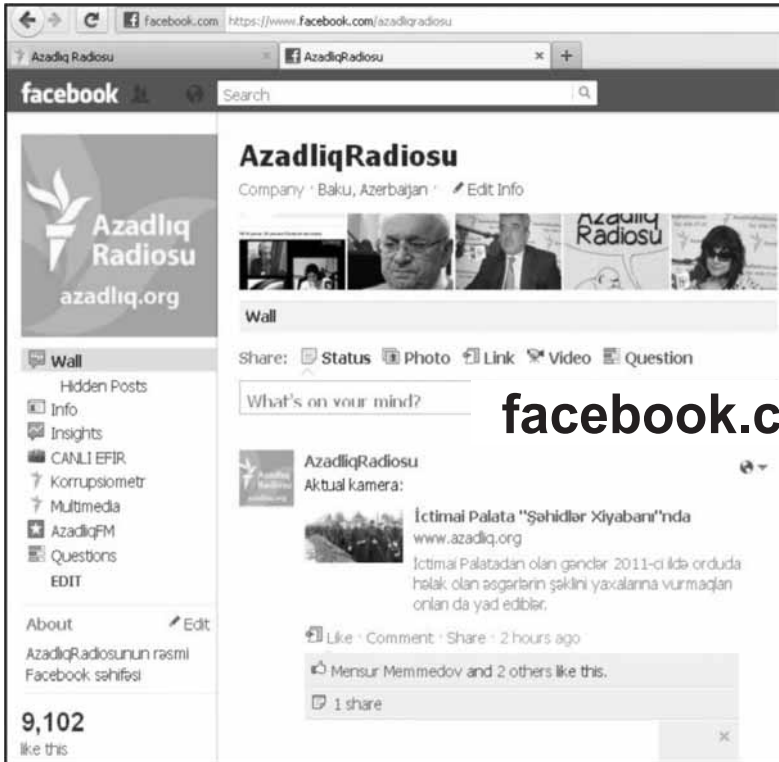 facebook.com https://www.facebook.com/azadliqradiosu
Azadlıq Radiosu
AzadliqRadiosu
facebook
Search
Azadlıq
Radiosu
azadlıq.org
AzadliqRadiosu
Company · Baku, Azerbaijan · Edit Info
Azadlıq
Radiosu
Wall
Wall
Hidden Posts
Info
Insights
CANLI EFİR
Korrupsiometr
Multimedia
AzadliqFM
Questions
EDIT
About
Edit
AzadliqRadiosunun rəsmi
Facebook səhifəsi
9,102
like this
Share: Status Photo Link Video Question
What's on your mind?
facebook.c
AzadliqRadiosu
Aktual kamera:
İctimai Palata "Şəhidlər Xiyabanı"nda
www.azadliq.org
İctimai Palatadan olan gənclər 2011-ci ildə orduda
həlak olan əsgərlərin şəklini yaxalarına vurmaqlan
onları da yad ediblər.
Like · Comment · Share · 2 hours ago
Mensur Memmedov and 2 others like this.
1 share